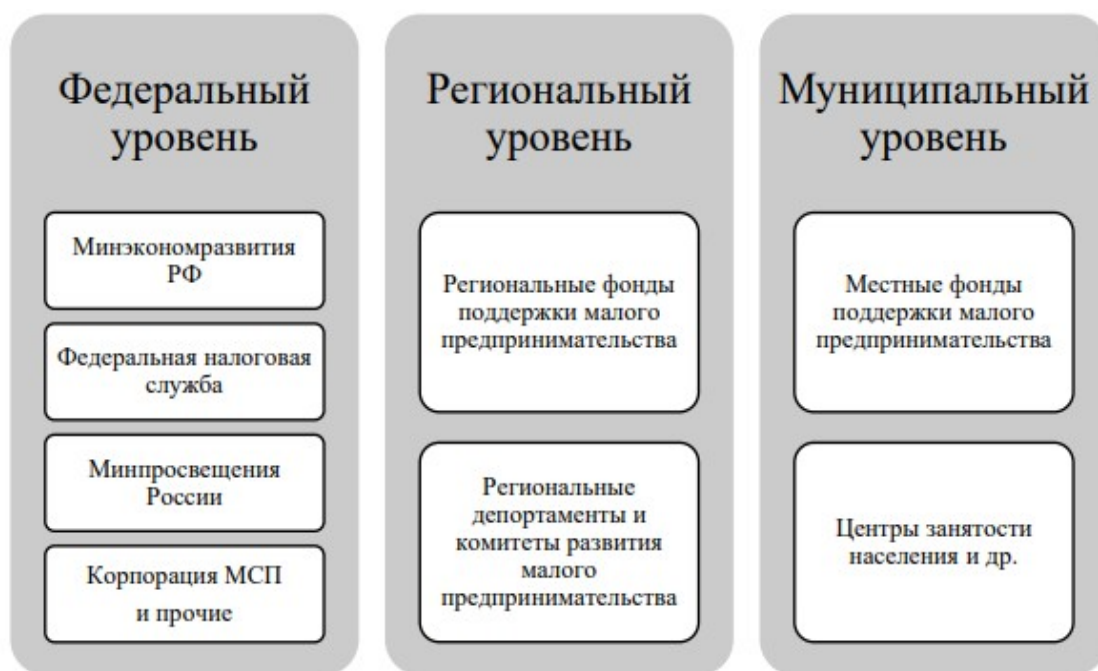 Федеральный
уровень
Минэкономразвития
РФ
Федеральная налоговая
служба
Минпросвещения
России
Корпорация МСП
и прочие
Региональный
уровень
Региональные фонды
поддержки малого
предпринимательства
Региональные
депортаменты и
комитеты развития
малого
предпринимательства
Муниципальный
уровень
Местные фонды
поддержки малого
предпринимательства
Центры занятости
населения и др.